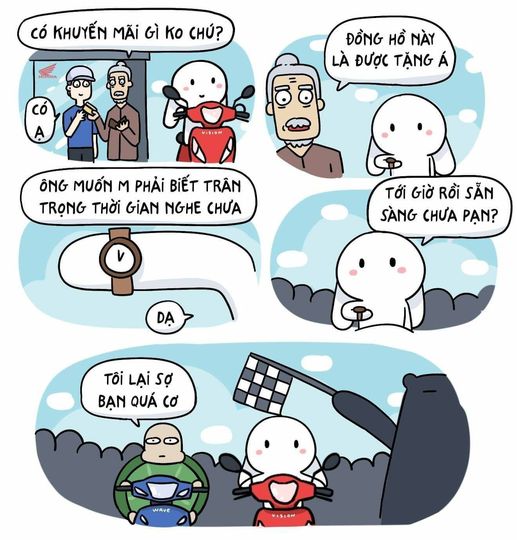 CÓ KHUYẾN MÃI GÌ KO CHÚ?
CÓ
Ạ
VISION
ĐỒNG HỒ NÀY
LÀ ĐƯỢC TẶNG Á
ÔNG MUỐN M PHẢI BIẾT TRÂN
TRỌNG THỜI GIAN NGHE CHƯA
DẠ
TỚI GIỜ RỒI SẴN
SÀNG CHƯA PẠN?
TÔI LẠI SỢ
BẠN QUÁ CƠ
WAVE
VISION